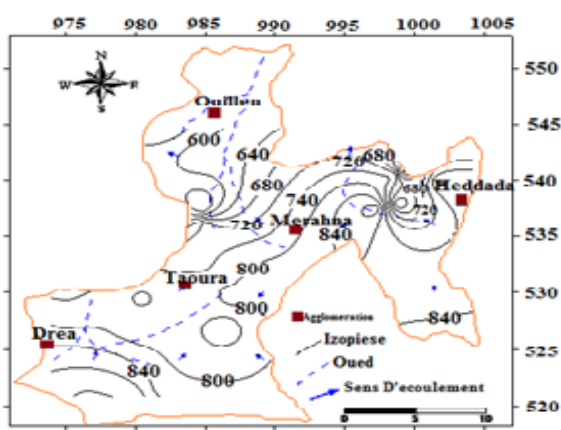 975 980 985 990 995 1000 1005
N
W E
S
550
Ouillen
545
600
640
720 680
680
680
Heddada
540
740
720
720
Merahna
840
535
800
Taoura
530
800
Agglomeration
840
Drea
Izopiese
525
840
800
Oued
Sens D'ecoulement
520
0 5 10